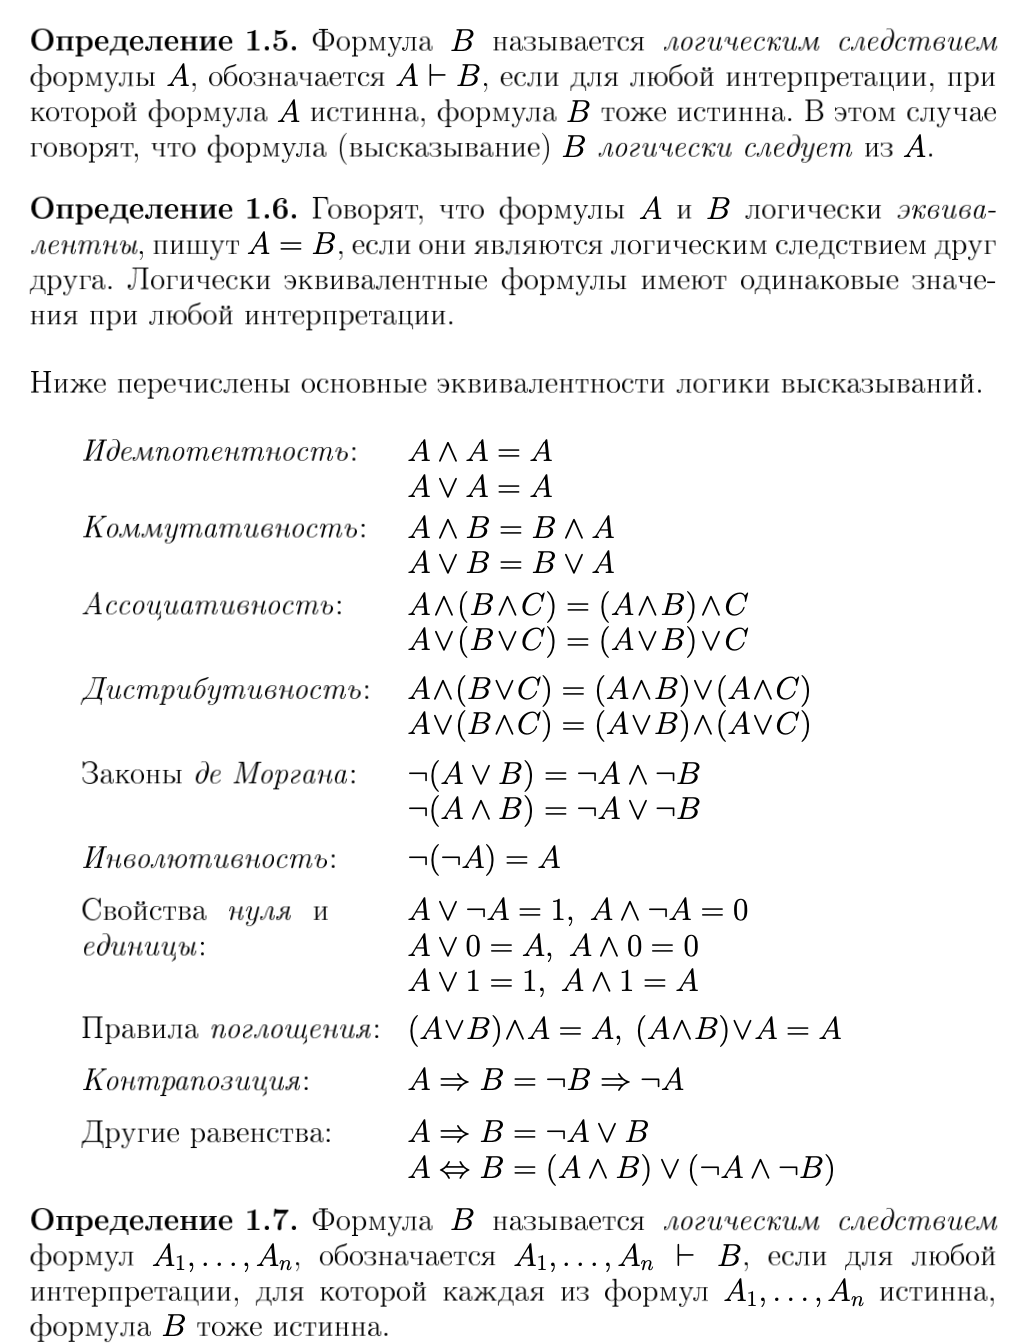 Определение 1.5. Формула B называется логическим следствием
формулы A, обозначается A ⊢ B, если для любой интерпретации, при
которой формула A истинна, формула B тоже истинна. В этом случае
говорят, что формула (высказывание) B логически следует из A.
Определение 1.6. Говорят, что формулы A и B логически эквива-
лентны, пишут A = B, если они являются логическим следствием друг
друга. Логически эквивалентные формулы имеют одинаковые значе-
ния при любой интерпретации.
Ниже перечислены основные эквивалентности логики высказываний.
Идемпотентность: A ∧ A = A
A ∨ A = A
Коммутативность: A ∧ B = B ∧ A
A ∨ B = B ∨ A
Ассоциативность: A∧(B∧C) = (A∧B)∧C
A∨(B∨C) = (A∨B)∨C
Дистрибутивность: A∧(B∨C) = (A∧B)∨(A∧C)
A∨(B∧C) = (A∨B)∧(A∨C)
Законы де Моргана: ¬(A ∨ B) = ¬A ∧ ¬B
¬(A ∧ B) = ¬A ∨ ¬B
Инволютивность: ¬(¬A) = A
Свойства нуля и A ∨ ¬A = 1, A ∧ ¬A = 0
единицы: A ∨ 0 = A, A ∧ 0 = 0
A ∨ 1 = 1, A ∧ 1 = A
Правила поглощения: (A∨B)∧A = A, (A∧B)∨A = A
Контрапозиция: A ⇒ B = ¬B ⇒ ¬A
Другие равенства: A ⇒ B = ¬A ∨ B
A ⇔ B = (A ∧ B) ∨ (¬A ∧ ¬B)
Определение 1.7. Формула B называется логическим следствием
формул A₁, . . . , Aₙ, обозначается A₁, . . . , Aₙ ⊢ B, если для любой
интерпретации, для которой каждая из формул A₁, . . . , Aₙ истинна,
формула B тоже истинна.